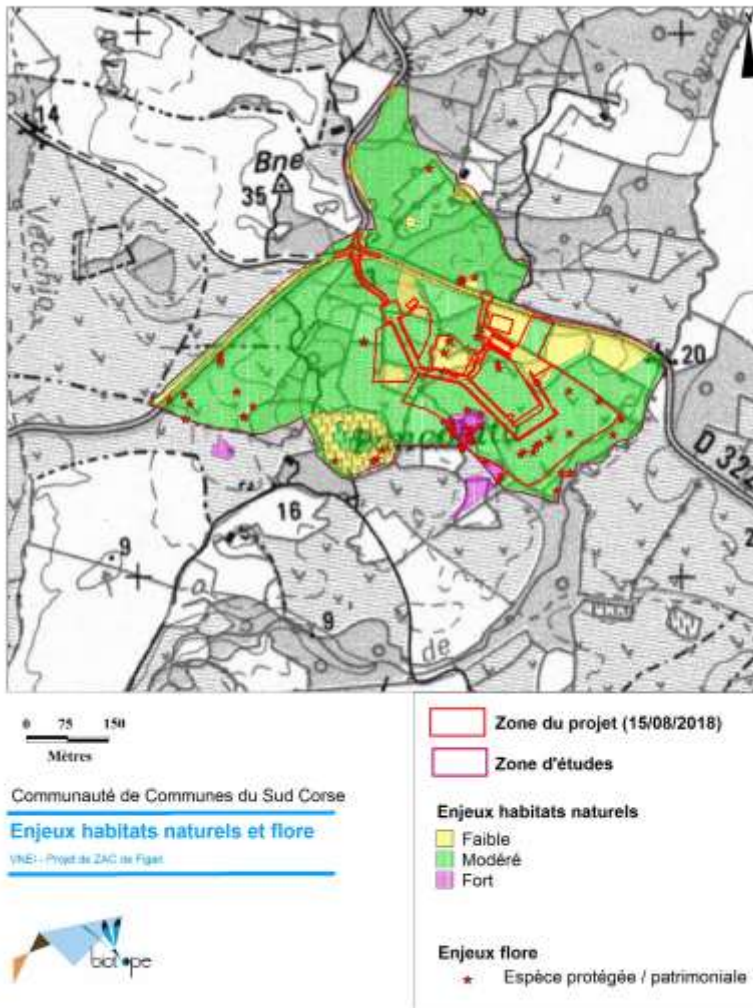 14
Bne
35
Vecchia
20
D 32
16
9
9
de
0 75 150
Mètres
Communauté de Communes du Sud Corse
Enjeux habitats naturels et flore
VNEI - Projet de ZAC de Figari
biotope
Zone du projet (15/08/2018)
Zone d'études
Enjeux habitats naturels
Faible
Modéré
Fort
Enjeux flore
Espèce protégée / patrimoniale